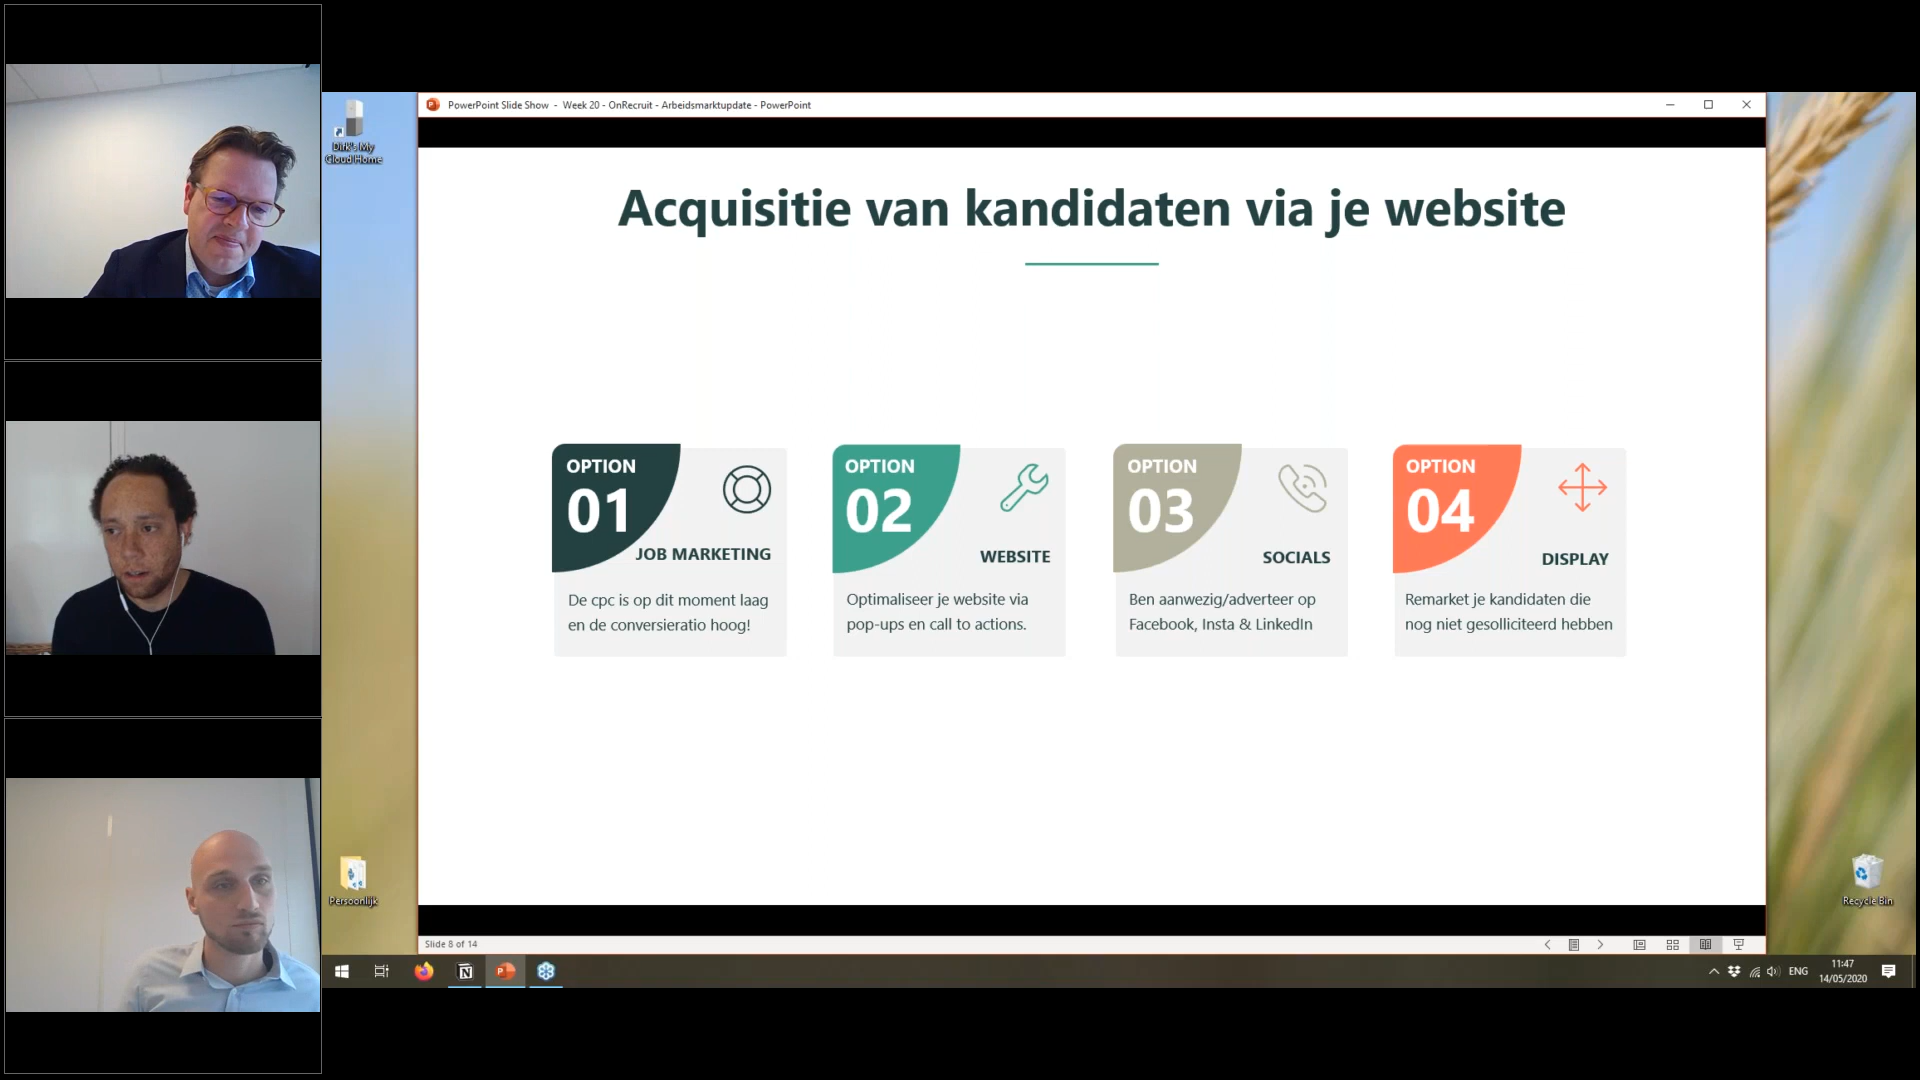 Dirk's My
Cloud Home
PowerPoint Slide Show - Week 20 - OnRecruit - Arbeidsmarktupdate - PowerPoint
Acquisitie van kandidaten via je website
OPTION
01
JOB MARKETING
De cpc is op dit moment laag
en de conversieratio hoog!
OPTION
02
WEBSITE
Optimaliseer je website via
pop-ups en call to actions.
OPTION
03
SOCIALS
Ben aanwezig/adverteer op
Facebook, Insta & LinkedIn
OPTION
04
DISPLAY
Remarket je kandidaten die
nog niet gesolliciteerd hebben
Persoonlijk
Recycle Bin
Slide 8 of 14
ENG
11:47
14/05/2020